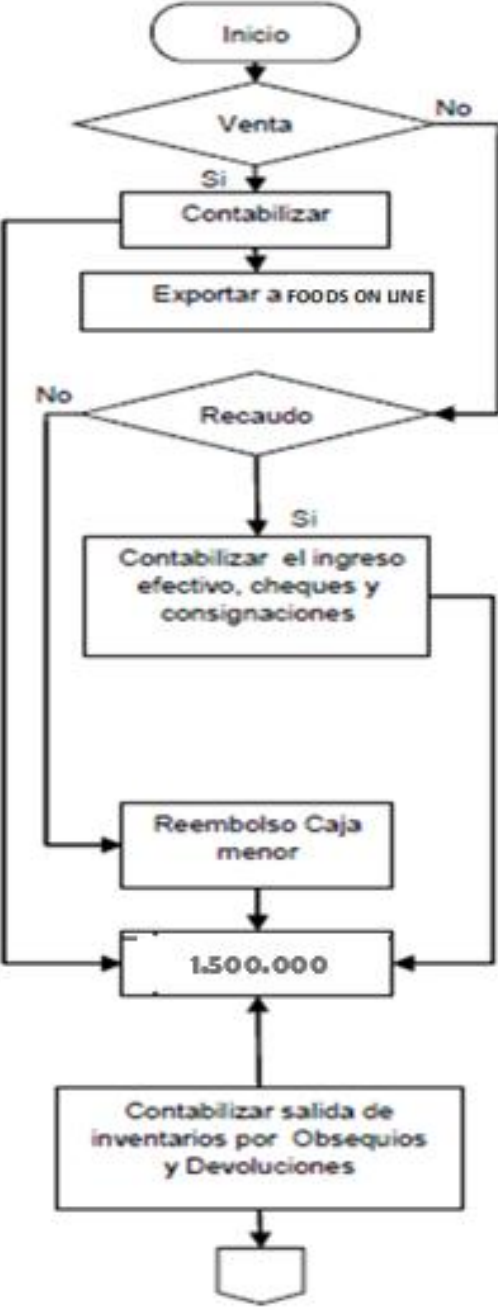 Inicio
No
Venta
Si
Contabilizar
Exportar a FOODS ON LINE
No
Recaudo
Si
Contabilizar el ingreso
efectivo, cheques y
consignaciones
Reembolso Caja
menor
1.500.000
Contabilizar salida de
inventarios por Obsequios
y Devoluciones